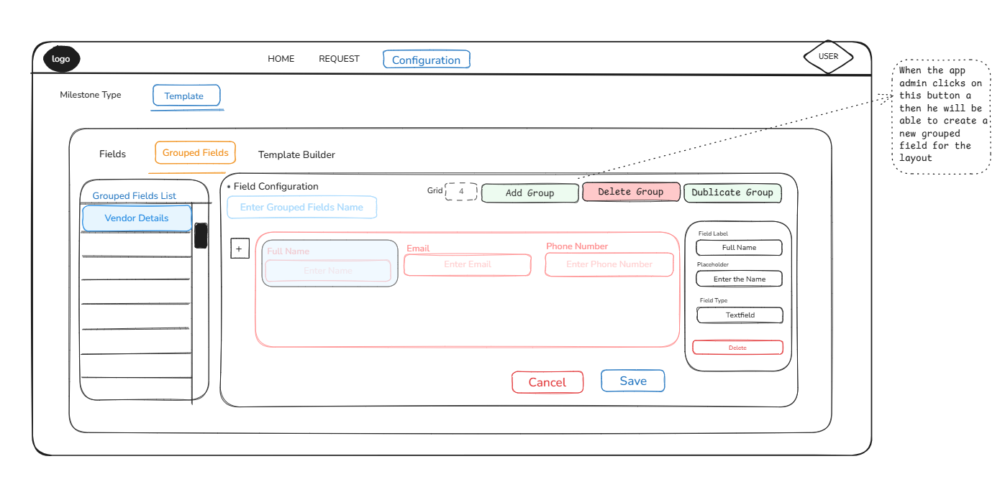 logo
HOME
REQUEST
Configuration
USER
When the app
admin clicks on
this button a
then he will be
able to create a
new grouped
field for the
layout
Milestone Type
Template
Fields
Grouped Fields
Template Builder
Grouped Fields List
Vendor Details
• Field Configuration
Enter Grouped Fields Name
Grid
4
Add Group
Delete Group
Dublicate Group
+
Full Name
Enter Name
Email
Enter Email
Phone Number
Enter Phone Number
Field Label
Full Name
Placeholder
Enter the Name
Field Type
Textfield
Delete
Cancel
Save